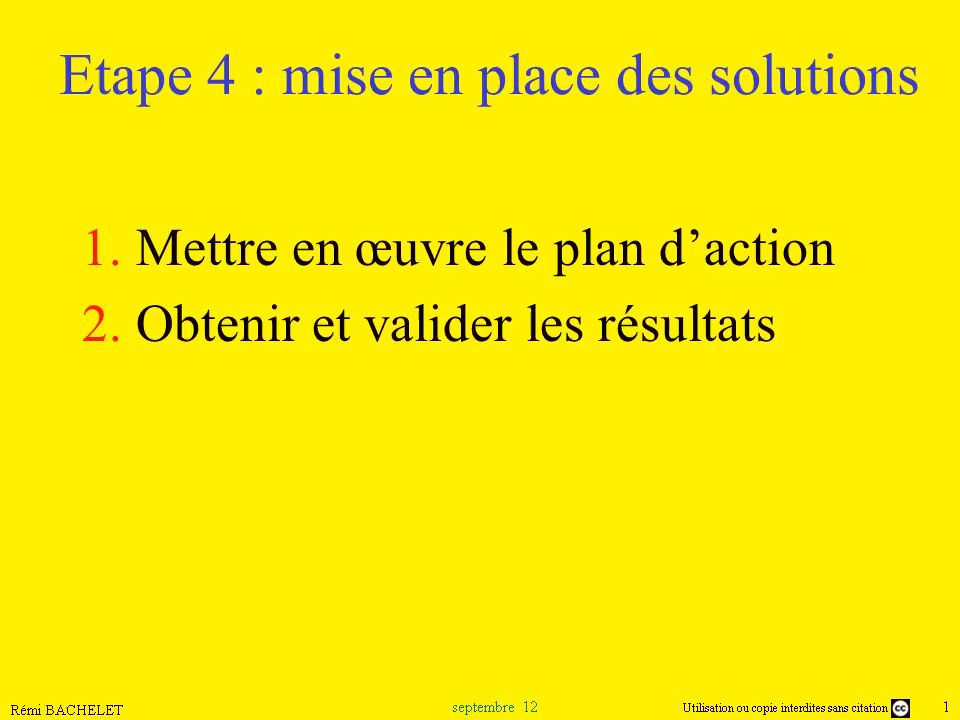 Etape 4 : mise en place des solutions
1. Mettre en œuvre le plan d’action
2. Obtenir et valider les résultats
Rémi BACHELET septembre 12 Utilisation ou copie interdites sans citation cc 1